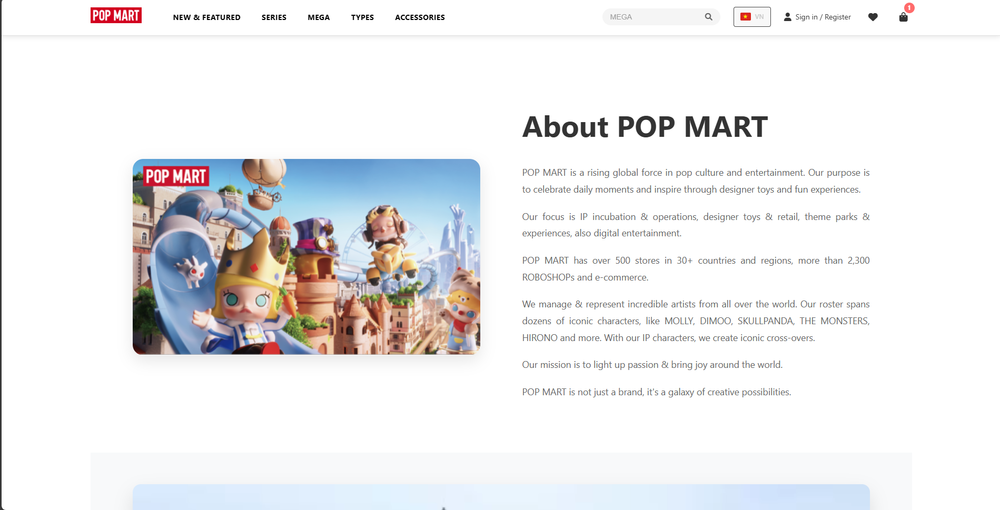 POP MART
NEW & FEATURED
SERIES
MEGA
TYPES
ACCESSORIES
MEGA
VN
Sign in / Register
1
About POP MART
POP MART
POP MART is a rising global force in pop culture and entertainment. Our purpose is
to celebrate daily moments and inspire through designer toys and fun experiences.
Our focus is IP incubation & operations, designer toys & retail, theme parks &
experiences, also digital entertainment.
POP MART has over 500 stores in 30+ countries and regions, more than 2,300
ROBOSHOPs and e-commerce.
We manage & represent incredible artists from all over the world. Our roster spans
dozens of iconic characters, like MOLLY, DIMOO, SKULLPANDA, THE MONSTERS,
HIRONO and more. With our IP characters, we create iconic cross-overs.
Our mission is to light up passion & bring joy around the world.
POP MART is not just a brand, it's a galaxy of creative possibilities.